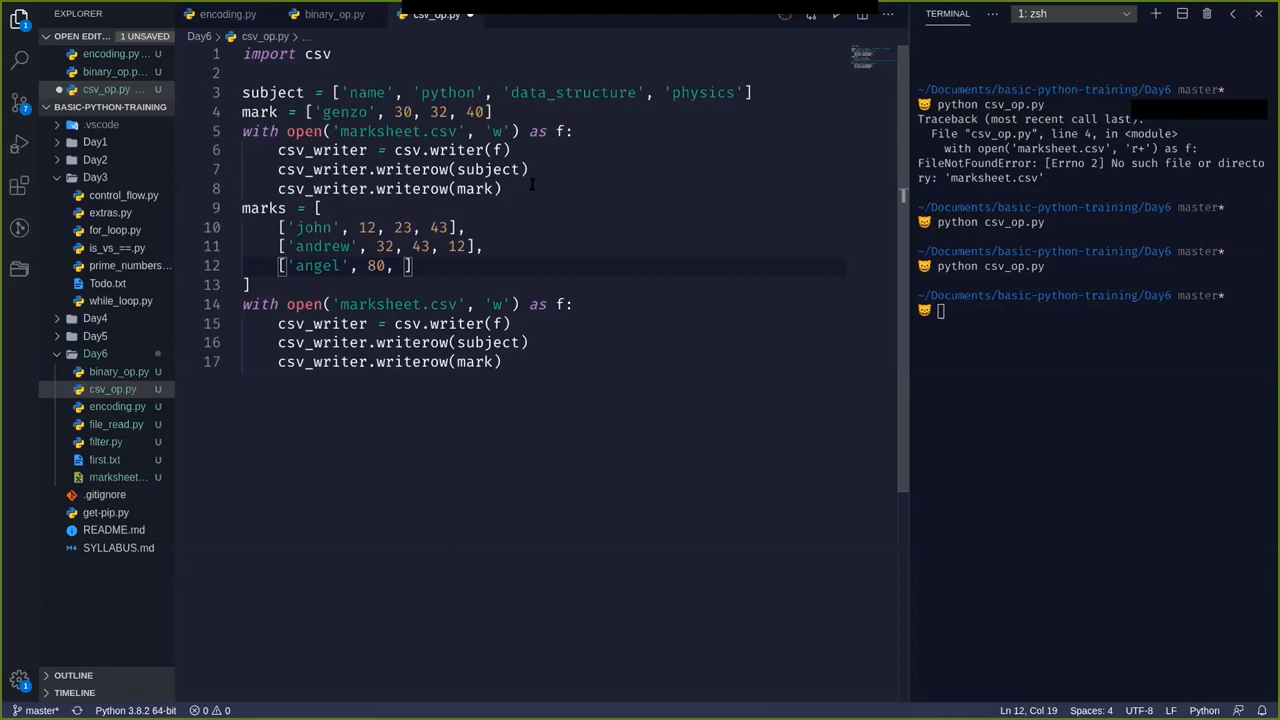 EXPLORER
encoding.py
binary_op.py
csv_op.py
TERMINAL
1: zsh
OPEN EDIT... 1 UNSAVED
encoding.py ...
binary_op.p...
csv_op.py ...
BASIC-PYTHON-TRAINING
.vscode
Day1
Day2
Day3
control_flow.py
extras.py
for_loop.py
is_vs_==.py
prime_numbers...
Todo.txt
while_loop.py
Day4
Day5
Day6
binary_op.py U
csv_op.py U
encoding.py U
file_read.py U
filter.py U
first.txt U
marksheet... U
.gitignore
get-pip.py
README.md
SYLLABUS.md
OUTLINE
TIMELINE
Day6 > csv_op.py > ...
1 import csv
2
3 subject = ['name', 'python', 'data_structure', 'physics']
4 mark = ['genzo', 30, 32, 40]
5 with open('marksheet.csv', 'w') as f:
6 csv_writer = csv.writer(f)
7 csv_writer.writerow(subject)
8 csv_writer.writerow(mark)
9 marks = [
10 ['john', 12, 23, 43],
11 ['andrew', 32, 43, 12],
12 ['angel', 80, ]
13 ]
14 with open('marksheet.csv', 'w') as f:
15 csv_writer = csv.writer(f)
16 csv_writer.writerow(subject)
17 csv_writer.writerow(mark)
~/Documents/basic-python-training/Day6 master*
python csv_op.py
Traceback (most recent call last):
File "csv_op.py", line 4, in <module>
with open('marksheet.csv', 'r+') as f:
FileNotFoundError: [Errno 2] No such file or directo
ry: 'marksheet.csv'
~/Documents/basic-python-training/Day6 master*
python csv_op.py
~/Documents/basic-python-training/Day6 master*
python csv_op.py
~/Documents/basic-python-training/Day6 master*
1
7
1
master*
Python 3.8.2 64-bit
0
0
Ln 12, Col 19
Spaces: 4
UTF-8
LF
Python